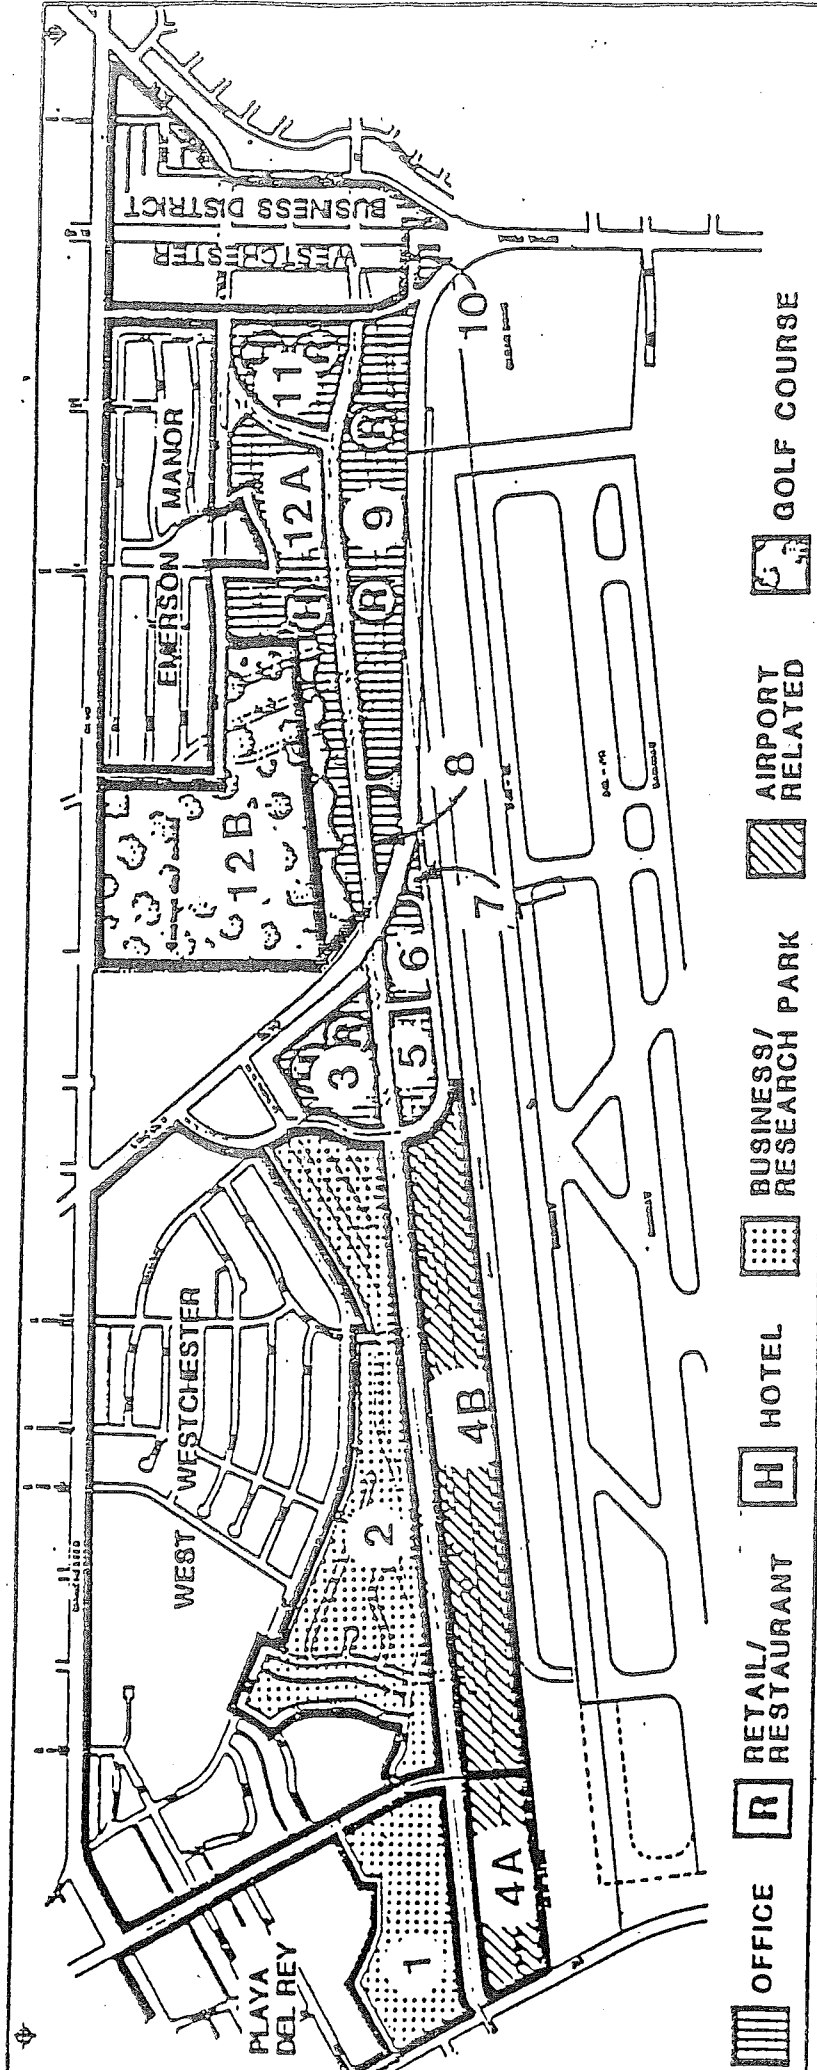 PLAYA
DEL REY
WEST WESTCHESTER
EMERSON MANOR
WESTCHESTER
BUSINESS DISTRICT
1
2
3
4A
4B
5
6
7
8
9
10
11
12A
12B
R
R
R
H
H
OFFICE
R RETAIL/
RESTAURANT
H HOTEL
BUSINESS/
RESEARCH PARK
AIRPORT
RELATED
GOLF COURSE